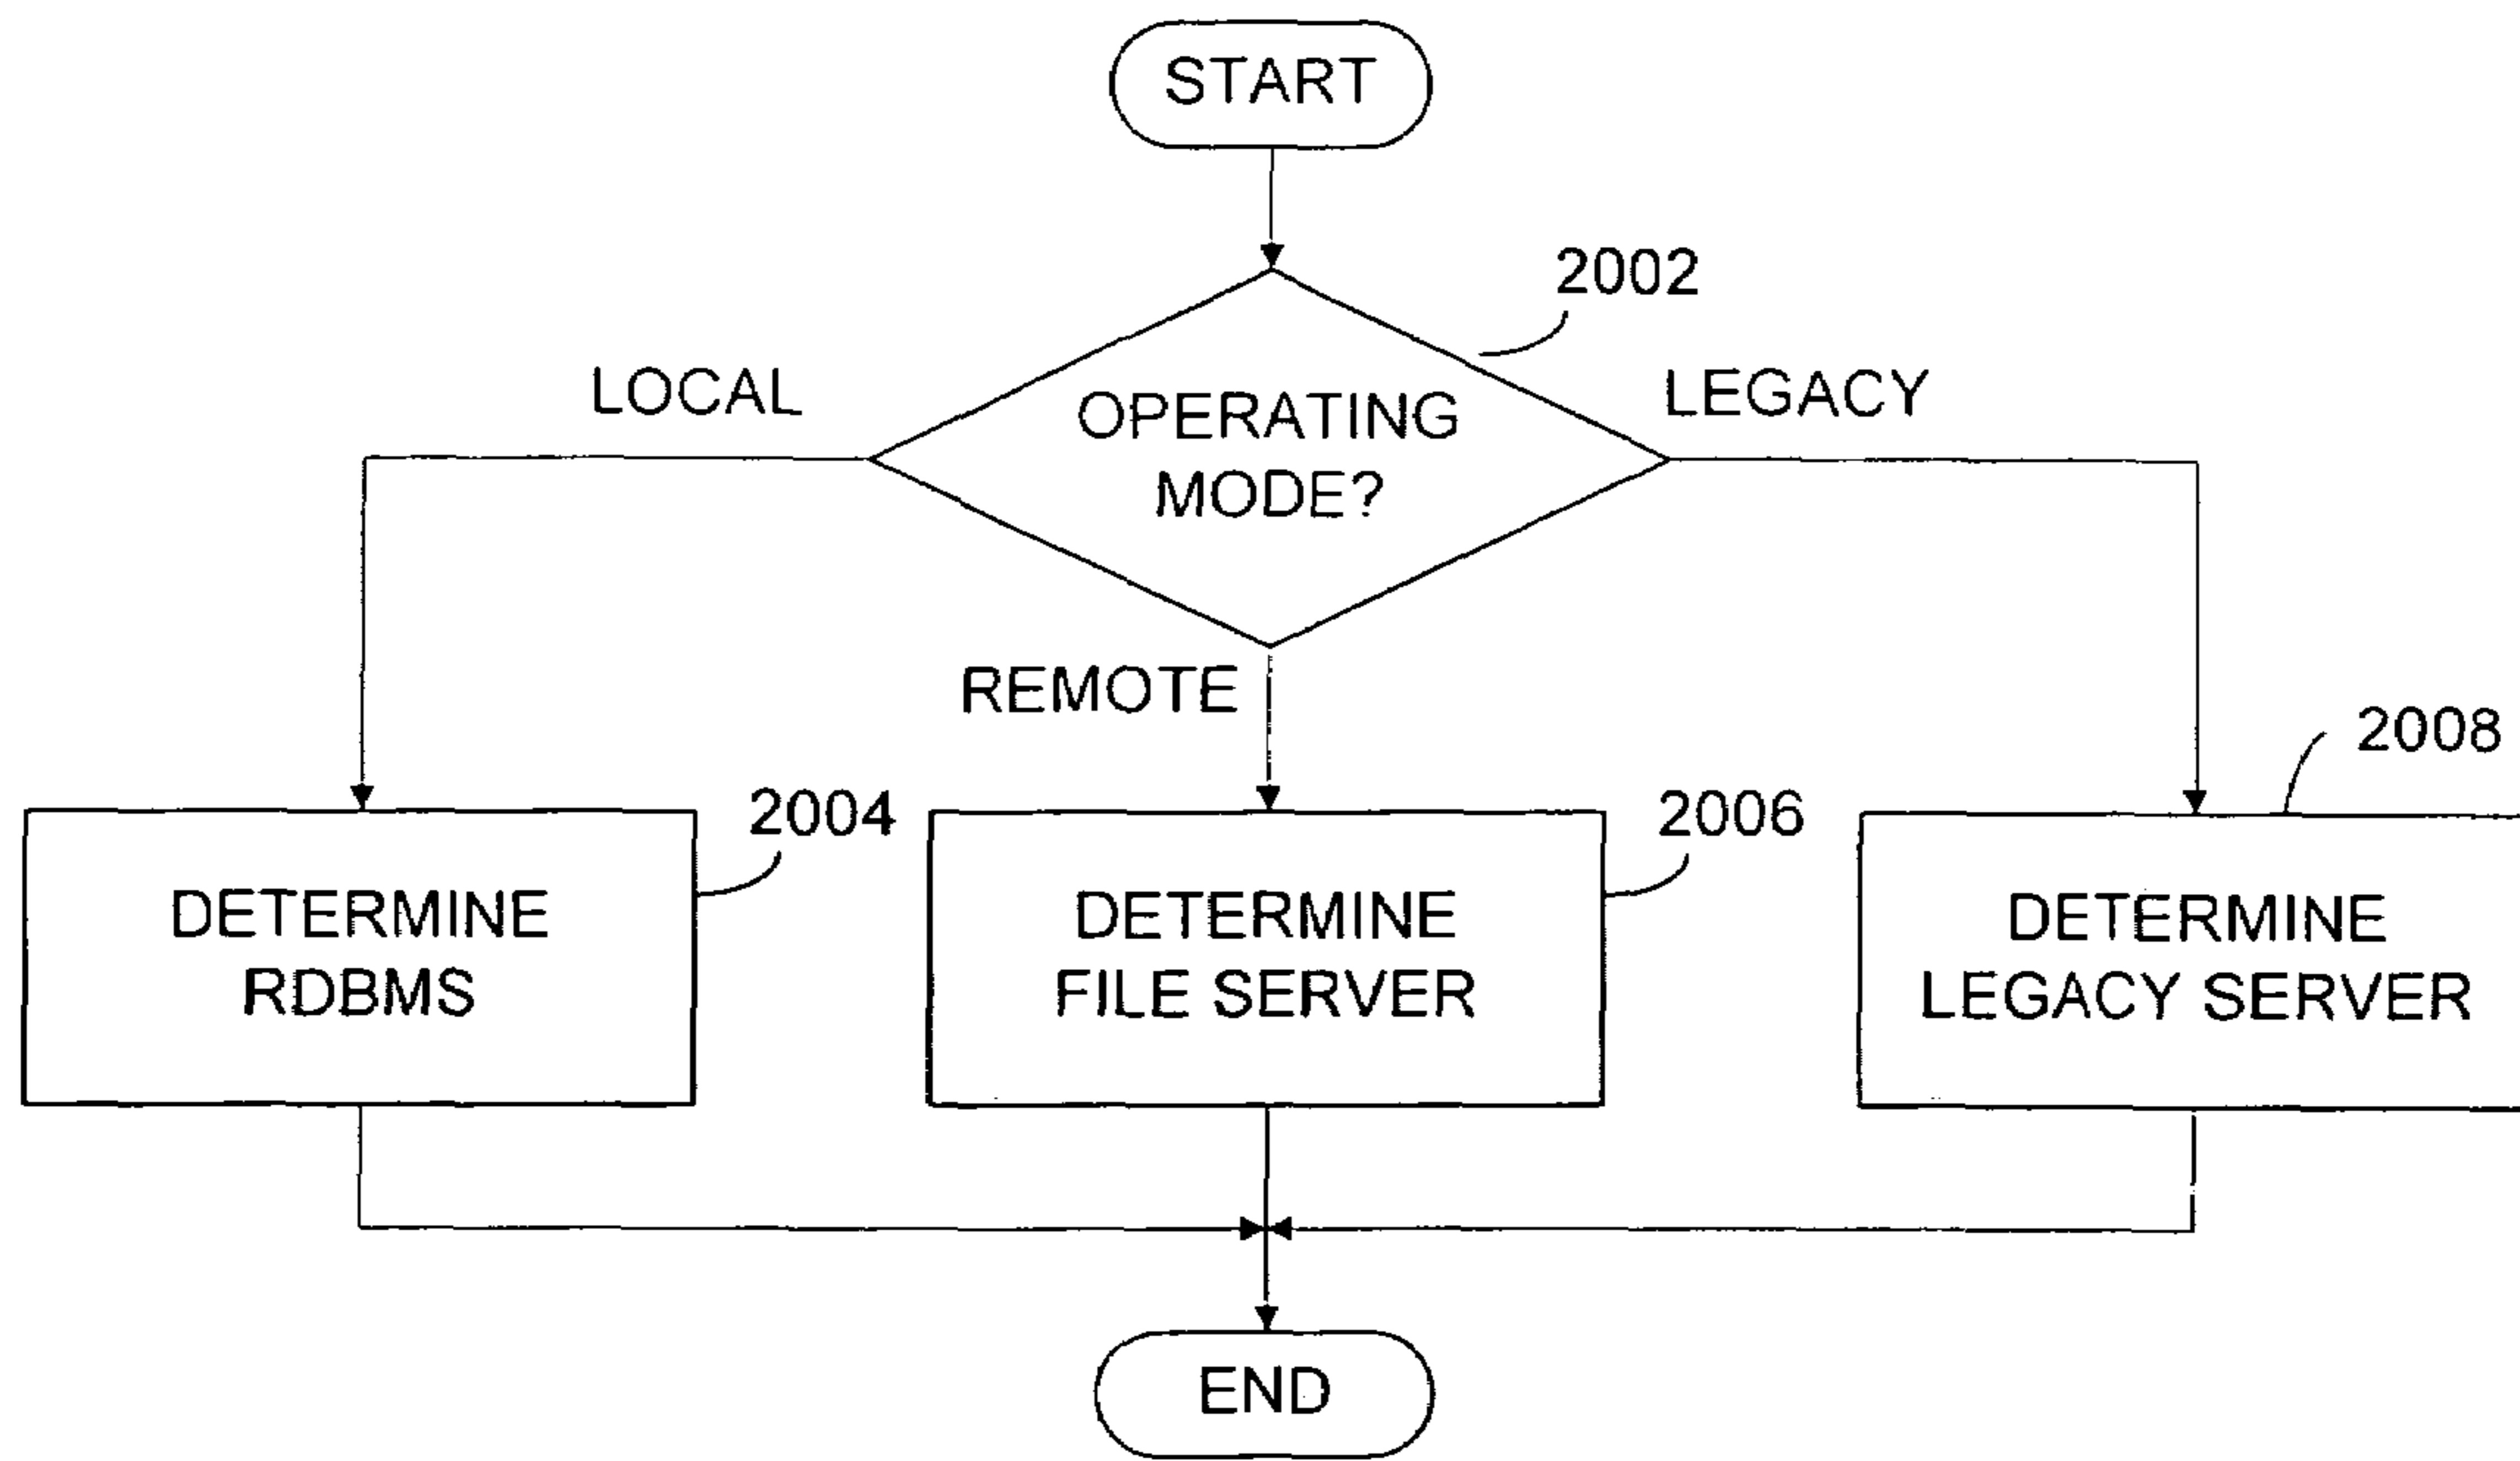 START
2002
LOCAL
LEGACY
OPERATING
MODE?
REMOTE
2008
2004
2006
DETERMINE
RDBMS
DETERMINE
FILE SERVER
DETERMINE
LEGACY SERVER
END